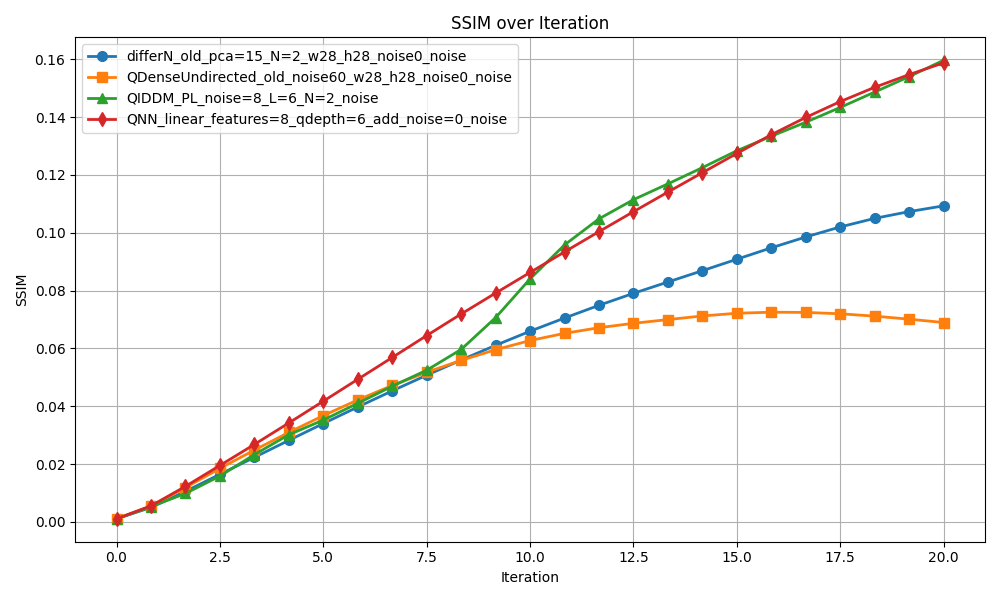 SSIM over Iteration
differN_old_pca=15_N=2_w28_h28_noise0_noise
QDenseUndirected_old_noise60_w28_h28_noise0_noise
QIDDM_PL_noise=8_L=6_N=2_noise
QNN_linear_features=8_qdepth=6_add_noise=0_noise
SSIM
0.16
0.14
0.12
0.10
0.08
0.06
0.04
0.02
0.00
0.0 2.5 5.0 7.5 10.0 12.5 15.0 17.5 20.0
Iteration